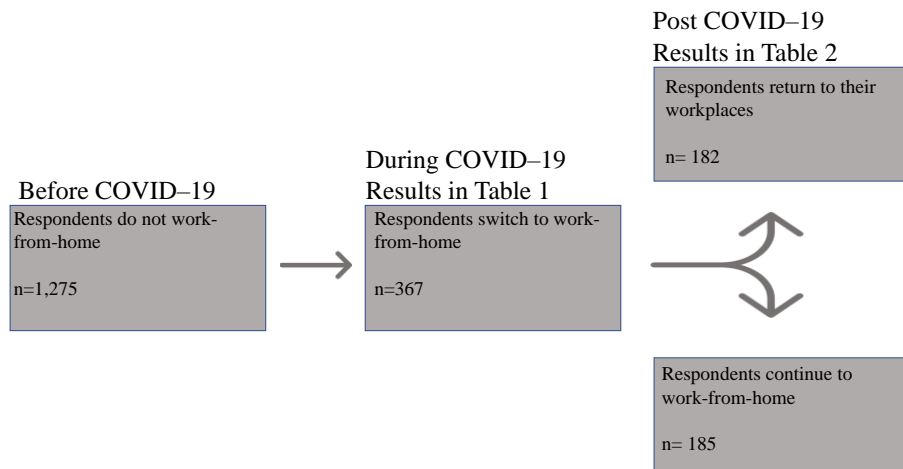 Before COVID–19
Respondents do not work-
from-home
n=1,275
During COVID–19
Results in Table 1
Respondents switch to work-
from-home
n=367
Post COVID–19
Results in Table 2
Respondents return to their
workplaces
n= 182
Respondents continue to
work-from-home
n= 185